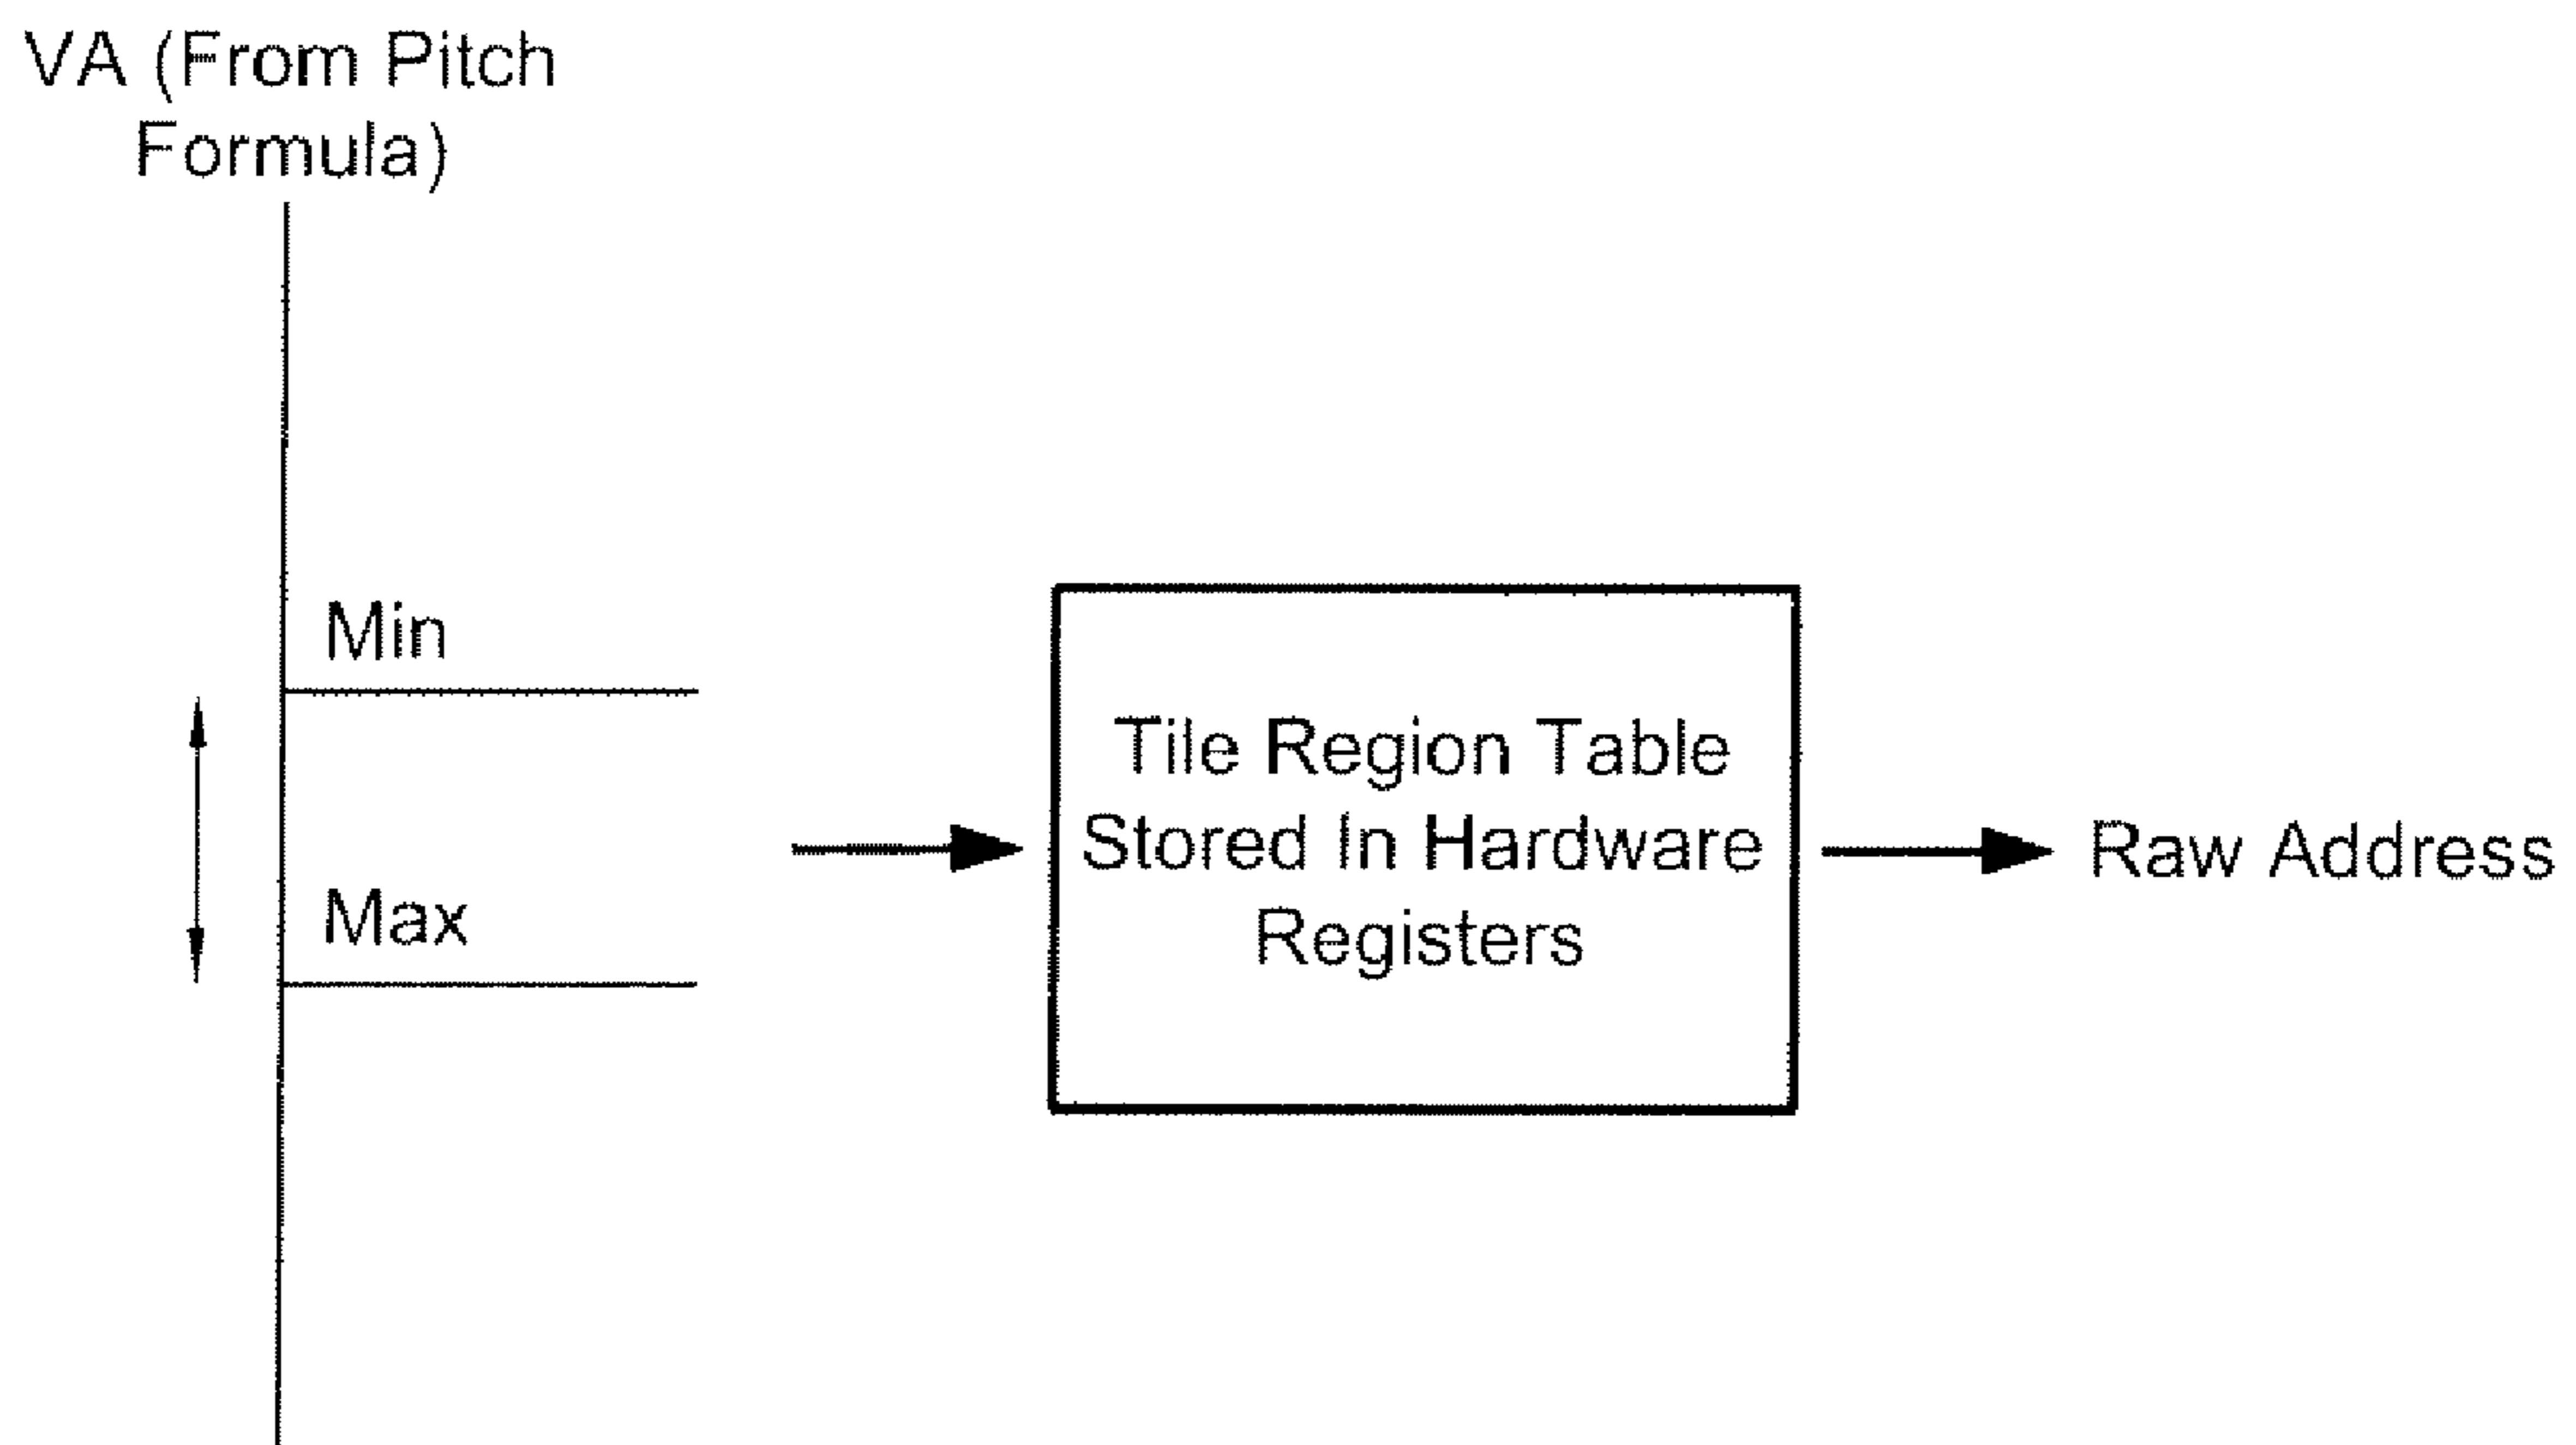 VA (From Pitch
Formula)
Min
Max
Tile Region Table
Stored In Hardware
Registers
Raw Address